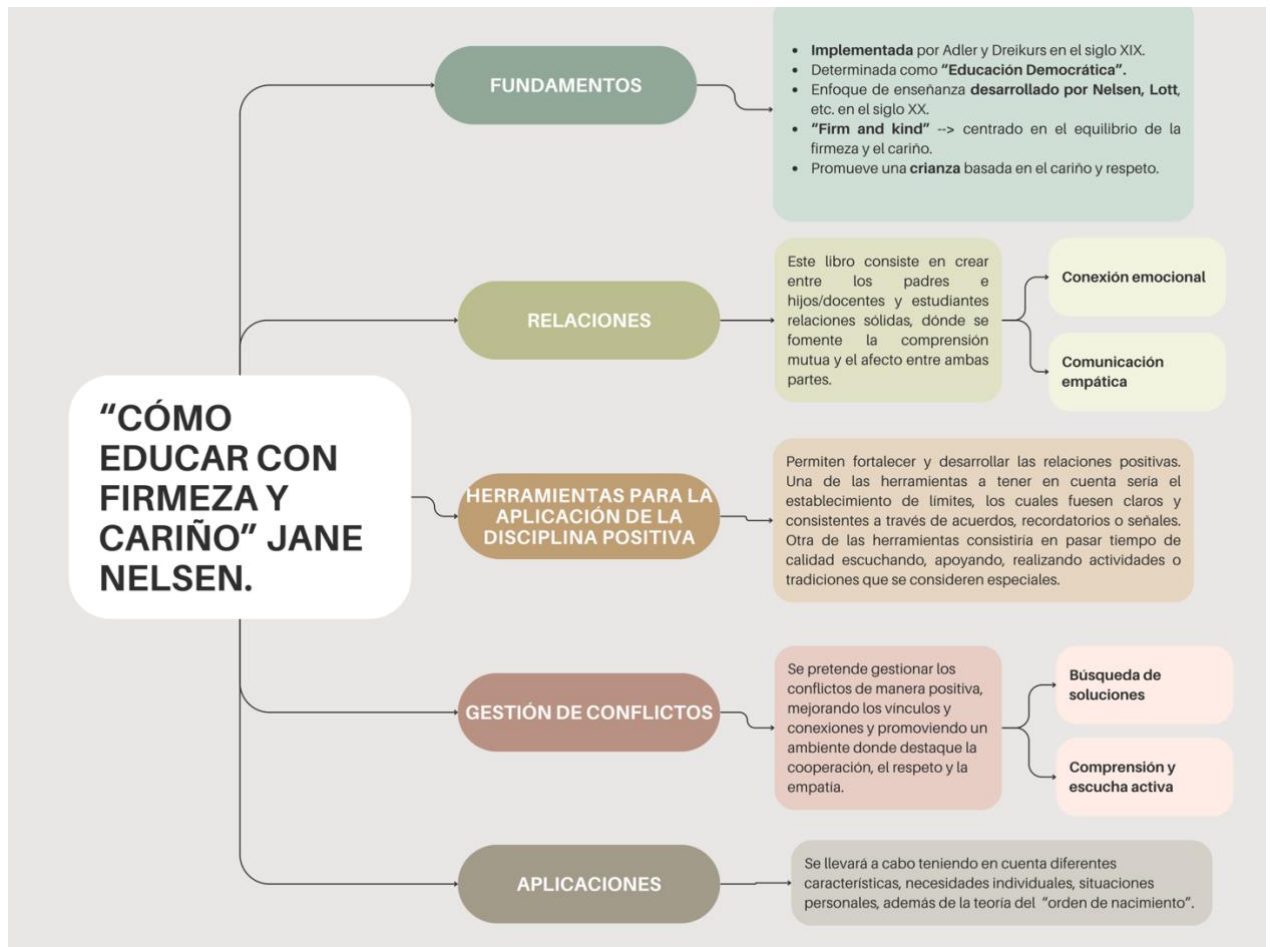 "CÓMO
EDUCAR CON
FIRMEZA Y
CARIÑO" JANE
NELSEN.
FUNDAMENTOS
• Implementada por Adler y Dreikurs en el siglo XIX.
• Determinada como "Educación Democrática".
• Enfoque de enseñanza desarrollado por Nelsen, Lott,
etc. en el siglo XX.
• "Firm and kind" --> centrado en el equilibrio de la
firmeza y el cariño.
• Promueve una crianza basada en el cariño y respeto.
RELACIONES
Este libro consiste en crear
entre los padres e
hijos/docentes y estudiantes
relaciones sólidas, dónde se
fomente la comprensión
mutua y el afecto entre ambas
partes.
Conexión emocional
Comunicación
empática
HERRAMIENTAS PARA LA
APLICACIÓN DE LA
DISCIPLINA POSITIVA
Permiten fortalecer y desarrollar las relaciones positivas.
Una de las herramientas a tener en cuenta sería el
establecimiento de límites, los cuales fuesen claros y
consistentes a través de acuerdos, recordatorios o señales.
Otra de las herramientas consistiría en pasar tiempo de
calidad escuchando, apoyando, realizando actividades o
tradiciones que se consideren especiales.
GESTIÓN DE CONFLICTOS
Se pretende gestionar los
conflictos de manera positiva,
mejorando los vínculos y
conexiones y promoviendo un
ambiente donde destaque la
cooperación, el respeto y la
empatía.
Búsqueda de
soluciones
Comprensión y
escucha activa
APLICACIONES
Se llevará a cabo teniendo en cuenta diferentes
características, necesidades individuales, situaciones
personales, además de la teoría del "orden de nacimiento".